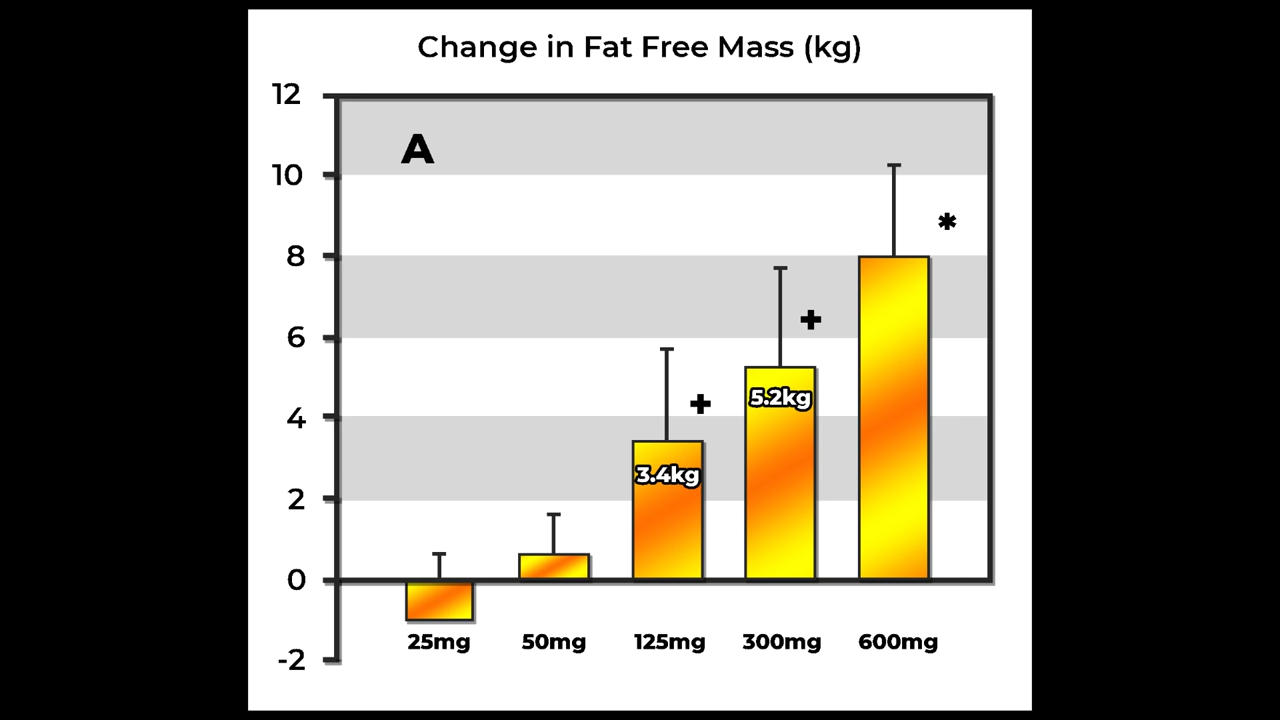 Change in Fat Free Mass (kg)
12
A
10
*
8
+
6
5.2kg
+
4
3.4kg
2
0
25mg 50mg 125mg 300mg 600mg
-2